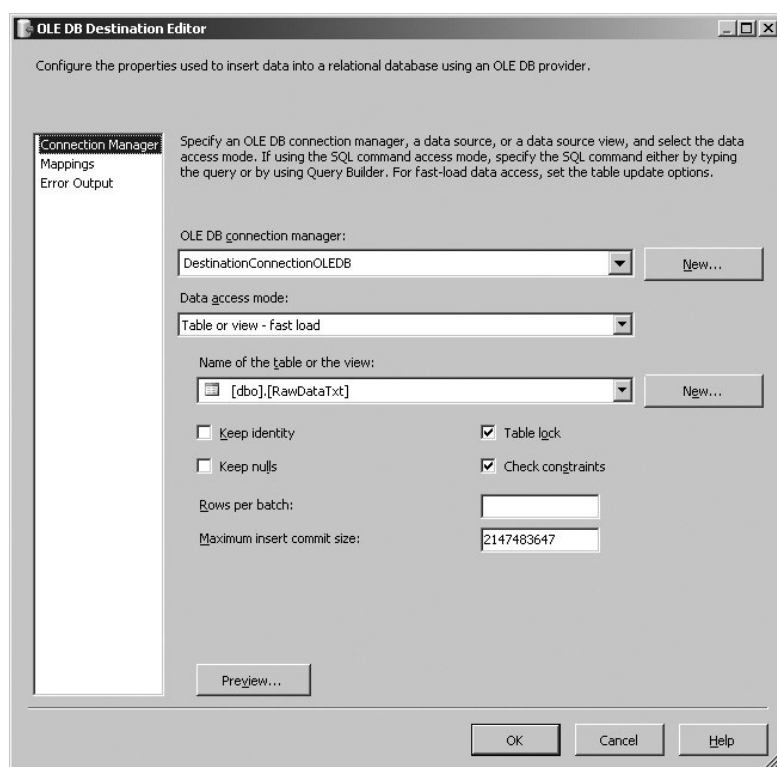 OLE DB Destination Editor
Configure the properties used to insert data into a relational database using an OLE DB provider.
Connection Manager
Mappings
Error Output
Specify an OLE DB connection manager, a data source, or a data source view, and select the data
access mode. If using the SQL command access mode, specify the SQL command either by typing
the query or by using Query Builder. For fast-load data access, set the table update options.
OLE DB connection manager:
DestinationConnectionOLEDB
New...
Data access mode:
Table or view - fast load
Name of the table or the view:
[dbo].[RawDataTxt]
New...
Keep identity
Table lock
Keep nulls
Check constraints
Rows per batch:
Maximum insert commit size:
2147483647
Preview...
OK
Cancel
Help